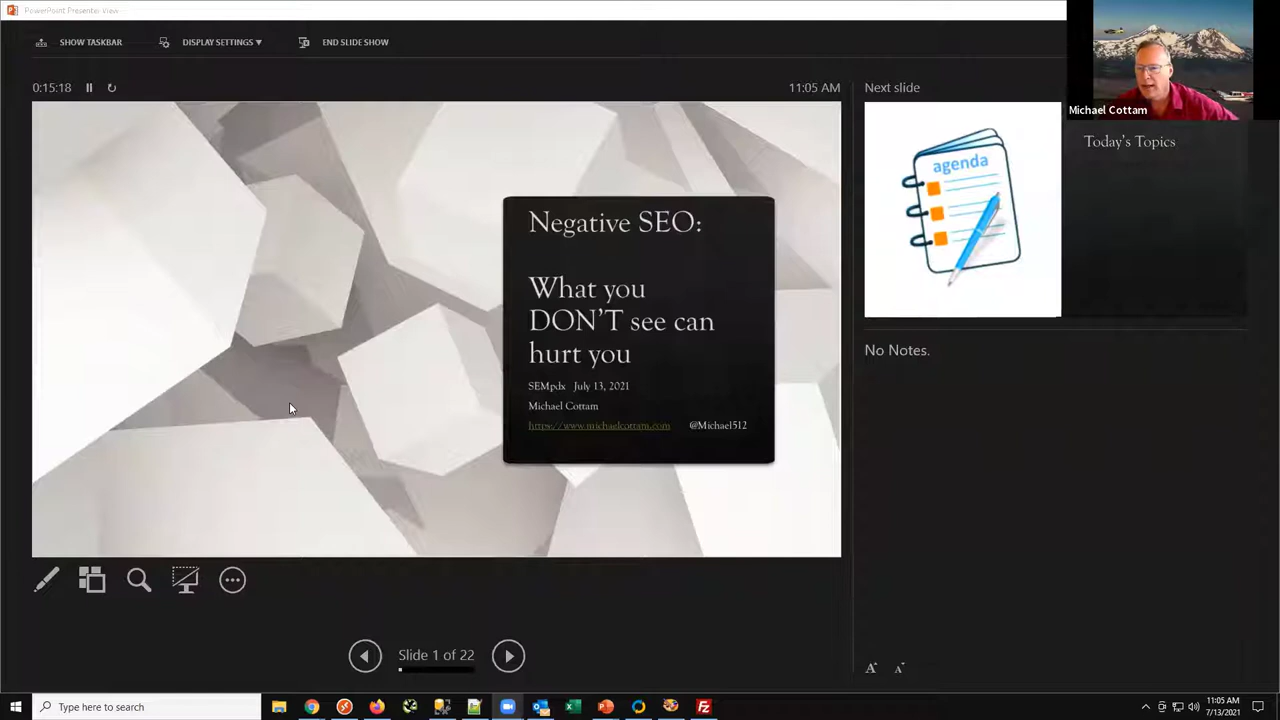 PowerPoint Presenter View
SHOW TASKBAR
DISPLAY SETTINGS ▾
END SLIDE SHOW
Michael Cottam
0:15:18
11:05 AM
Next slide
Negative SEO:
What you
DON'T see can
hurt you
SEMpdx July 13, 2021
Michael Cottam
https://www.michaelcottam.com @Michael512
agenda
Today's Topics
No Notes.
Slide 1 of 22
A A
Type here to search
11:05 AM
7/13/2021